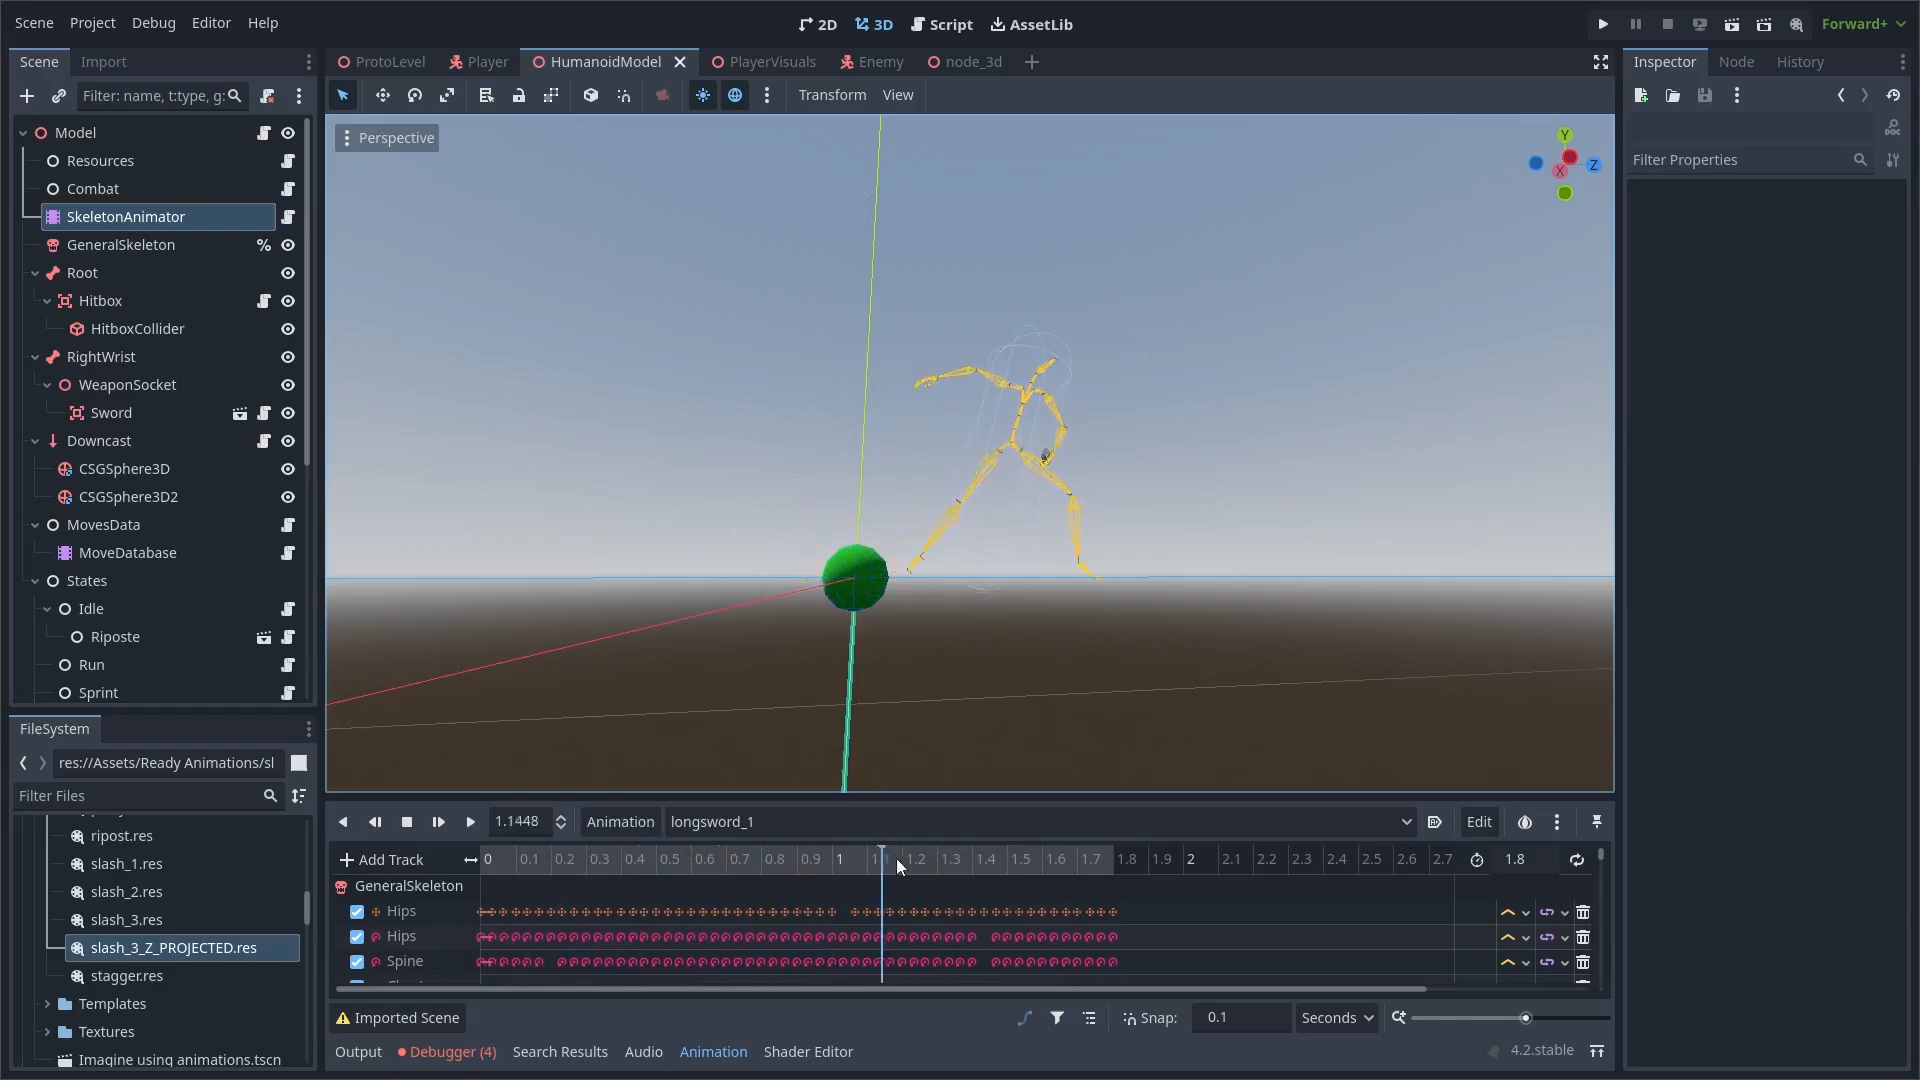 Scene Project Debug Editor Help
2D 3D Script AssetLib
Forward+
Scene Import
ProtoLevel Player HumanoidModel PlayerVisuals Enemy node_3d
Inspector Node History
Filter: name, t:type, g:
Transform View
Perspective
Filter Properties
Y
Z
X
Model
Resources
Combat
SkeletonAnimator
GeneralSkeleton %
Root
Hitbox
HitboxCollider
RightWrist
WeaponSocket
Sword
Downcast
CSGSphere3D
CSGSphere3D2
MovesData
MoveDatabase
States
Idle
Riposte
Run
Sprint
FileSystem
res://Assets/Ready Animations/sl
Filter Files
ripost.res
slash_1.res
slash_2.res
slash_3.res
slash_3_Z_PROJECTED.res
stagger.res
Templates
Textures
Imagine using animations.tscn
1.1448 Animation longsword_1 Edit
Add Track 0 0.1 0.2 0.3 0.4 0.5 0.6 0.7 0.8 0.9 1 1.2 1.3 1.4 1.5 1.6 1.7 1.8 1.9 2 2.1 2.2 2.3 2.4 2.5 2.6 2.7 1.8
GeneralSkeleton
Hips
Hips
Spine
Imported Scene Snap: 0.1 Seconds
Output Debugger (4) Search Results Audio Animation Shader Editor 4.2.stable